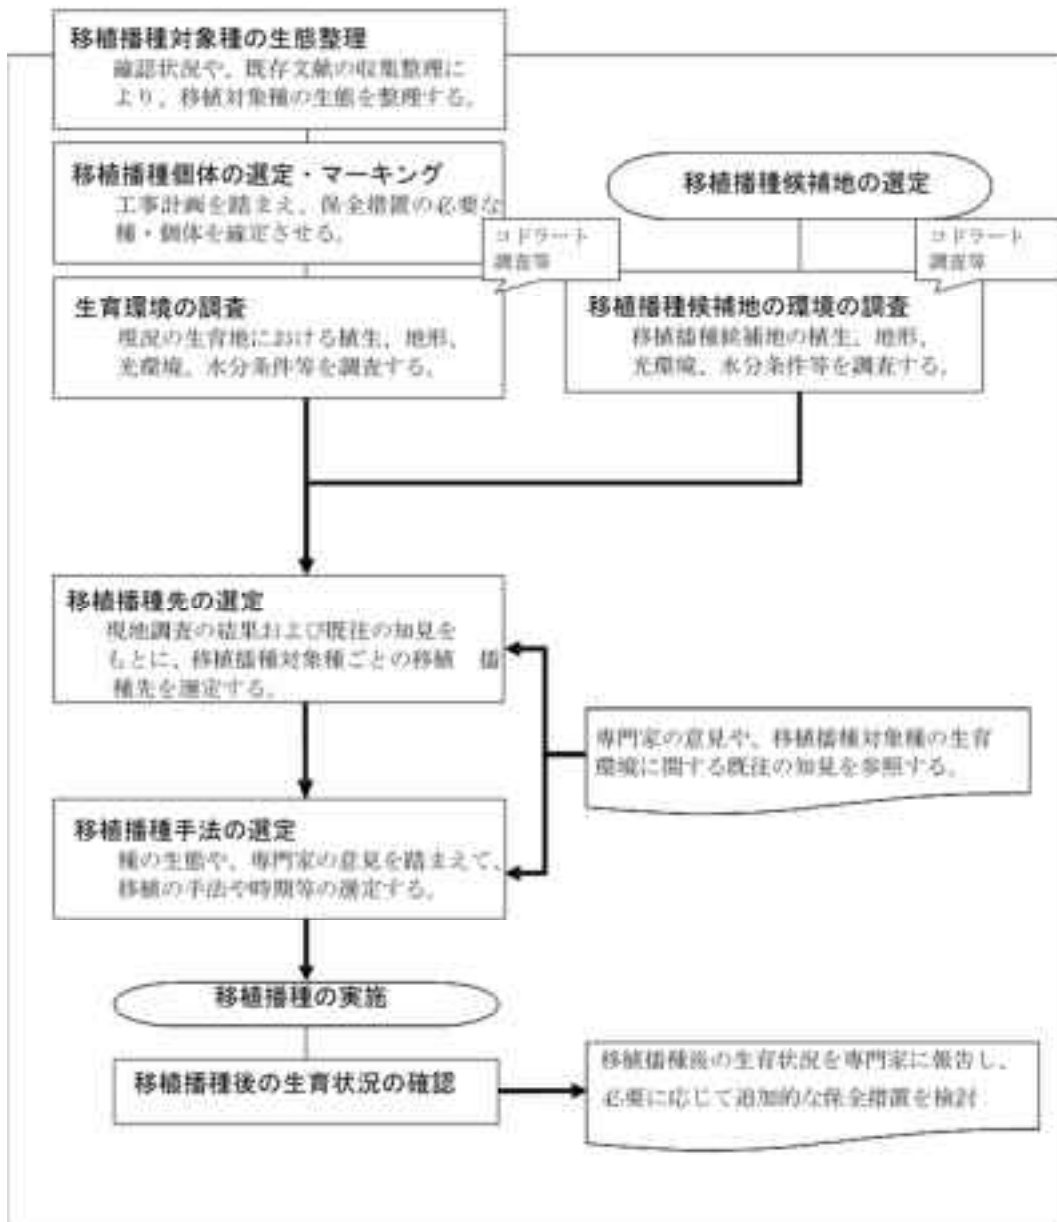 移植播種対象種の生態整理
確認状況や、既存文献の収集整理に
より、移植対象種の生態を整理する。
移植播種個体の選定・マーキング
工事計画を踏まえ、保全措置の必要な
種・個体を確定させる。
コドラート
調査等
生育環境の調査
現況の生育地における植生、地形、
光環境、水分条件等を調査する。
移植播種候補地の選定
コドラート
調査等
移植播種候補地の環境の調査
移植播種候補地の植生、地形、
光環境、水分条件等を調査する。
移植播種先の選定
現地調査の結果および既往の知見を
もとに、移植播種対象種ごとの移植 播
種先を選定する。
専門家の意見や、移植播種対象種の生育
環境に関する既往の知見を参照する。
移植播種手法の選定
種の生態や、専門家の意見を踏まえて、
移植の手法や時期等の選定する。
移植播種の実施
移植播種後の生育状況の確認
移植播種後の生育状況を専門家に報告し、
必要に応じて追加的な保全措置を検討